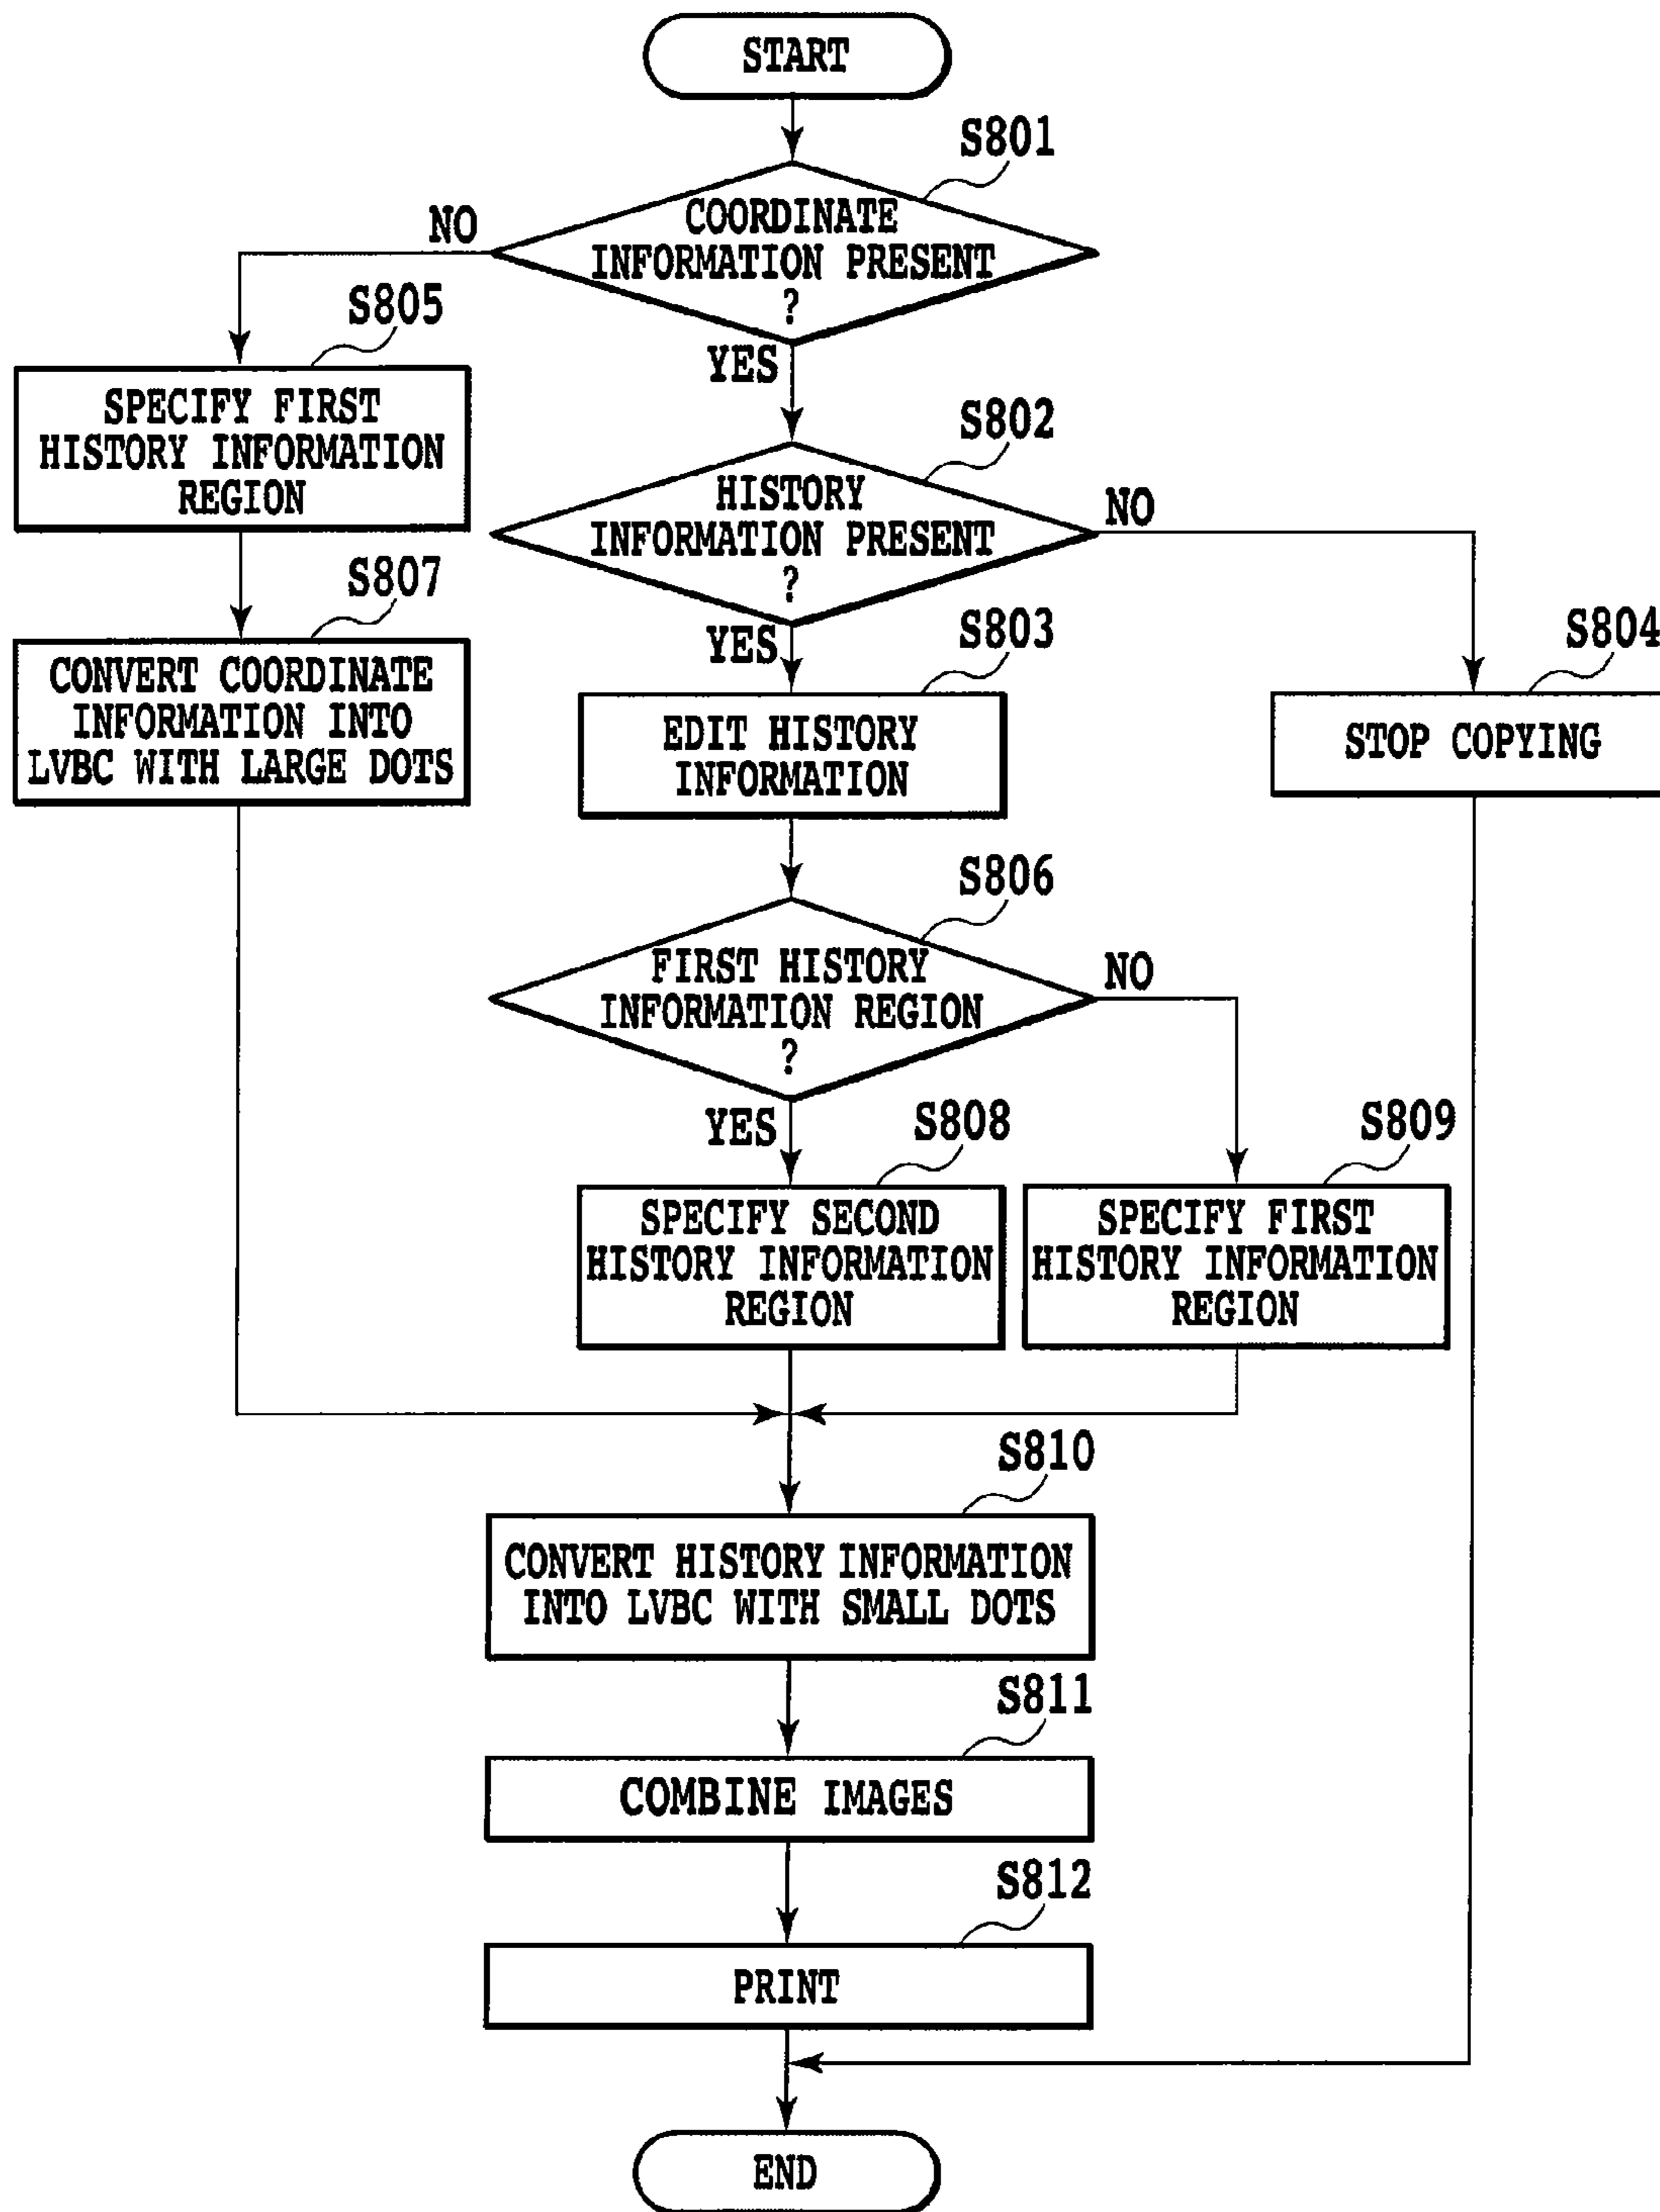 START
S801
COORDINATE
INFORMATION PRESENT
?
NO
YES
S805
SPECIFY FIRST
HISTORY INFORMATION
REGION
S802
HISTORY
INFORMATION PRESENT
?
NO
YES
S807
CONVERT COORDINATE
INFORMATION INTO
LVBC WITH LARGE DOTS
S803
EDIT HISTORY
INFORMATION
S804
STOP COPYING
S806
FIRST HISTORY
INFORMATION REGION
?
NO
YES
S808
SPECIFY SECOND
HISTORY INFORMATION
REGION
S809
SPECIFY FIRST
HISTORY INFORMATION
REGION
S810
CONVERT HISTORY INFORMATION
INTO LVBC WITH SMALL DOTS
S811
COMBINE IMAGES
S812
PRINT
END